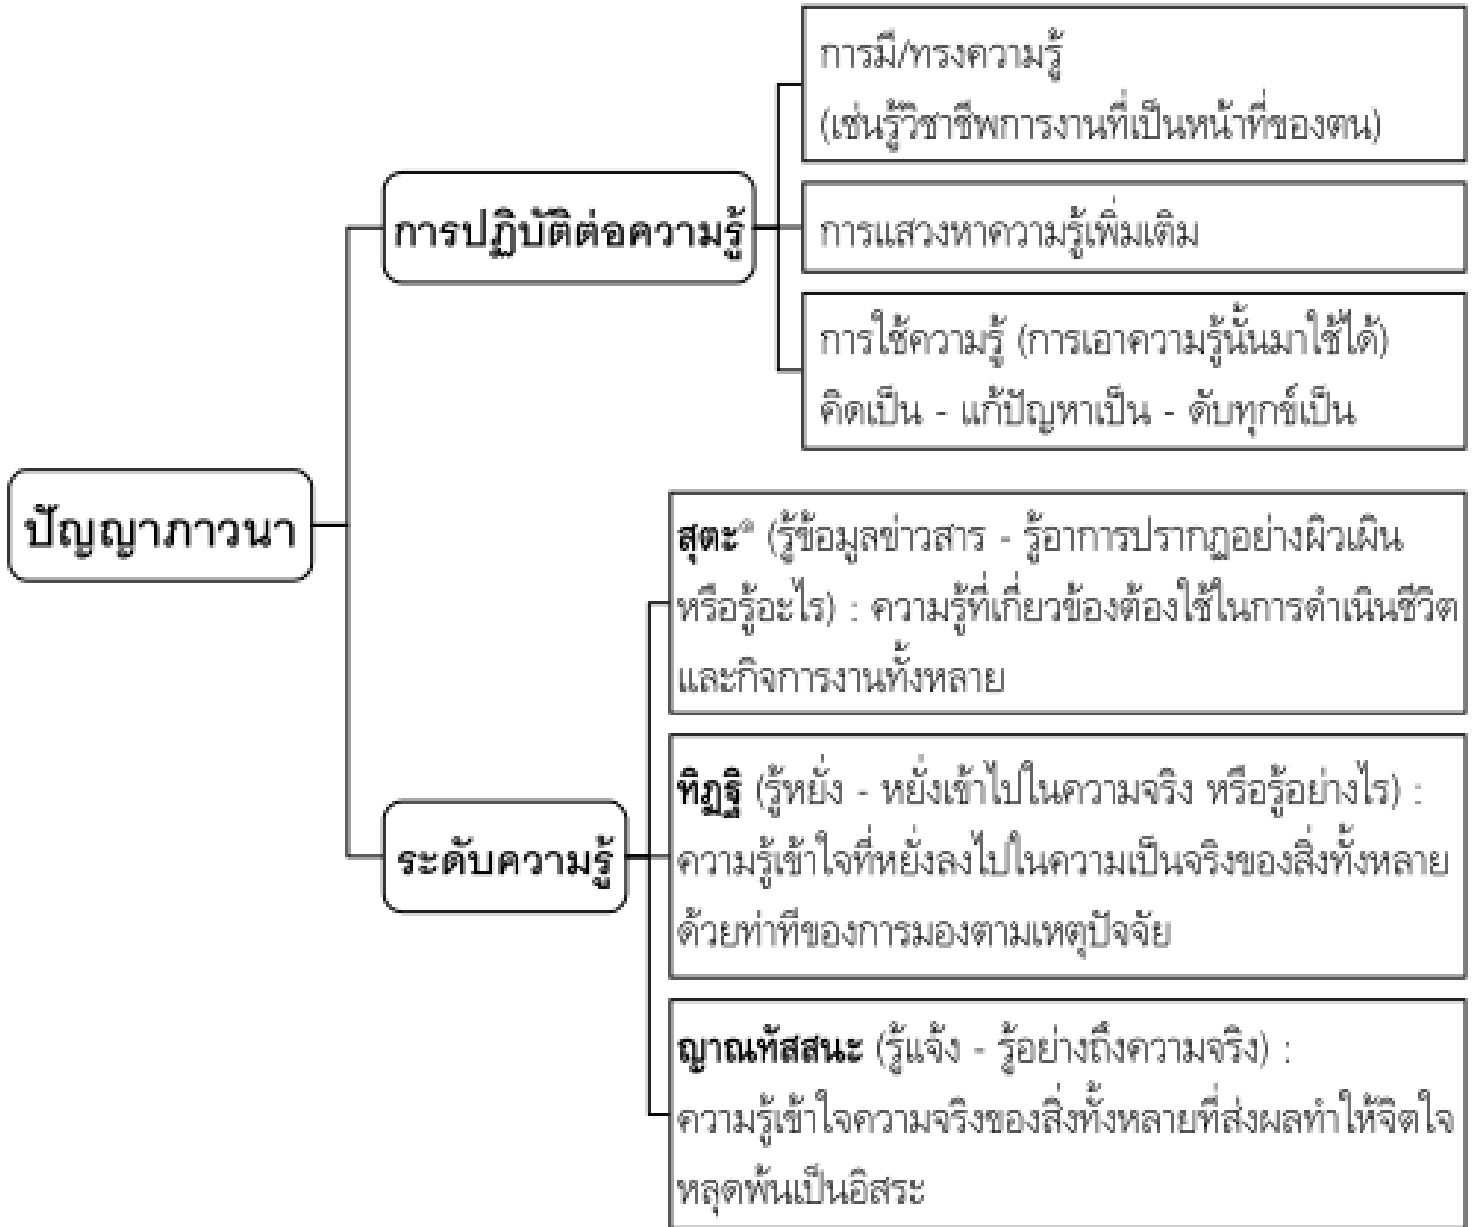 การมี/ทรงความรู้
(เช่นรู้วิชาชีพการงานที่เป็นหน้าที่ของตน)
การปฏิบัติต่อความรู้
การแสวงหาความรู้เพิ่มเติม
การใช้ความรู้ (การเอาความรู้นั้นมาใช้ได้)
คิดเป็น - แก้ปัญหาเป็น - ดับทุกข์เป็น
ปัญญาภาวนา
สุตะ (รู้ข้อมูลข่าวสาร - รู้อาการปรากฏอย่างผิวเผิน
หรือรู้อะไร) : ความรู้ที่เกี่ยวข้องต้องใช้ในการดำเนินชีวิต
และกิจการงานทั้งหลาย
ระดับความรู้
ทิฏฐิ (รู้หยั่ง - หยั่งเข้าไปในความจริง หรือรู้อย่างไร) :
ความรู้เข้าใจที่หยั่งลงไปในความเป็นจริงของสิ่งทั้งหลาย
ด้วยท่าทีของการมองตามเหตุปัจจัย
ญาณทัสสนะ (รู้แจ้ง - รู้อย่างถึงความจริง) :
ความรู้เข้าใจความจริงของสิ่งทั้งหลายที่ส่งผลทำให้จิตใจ
หลุดพ้นเป็นอิสระ